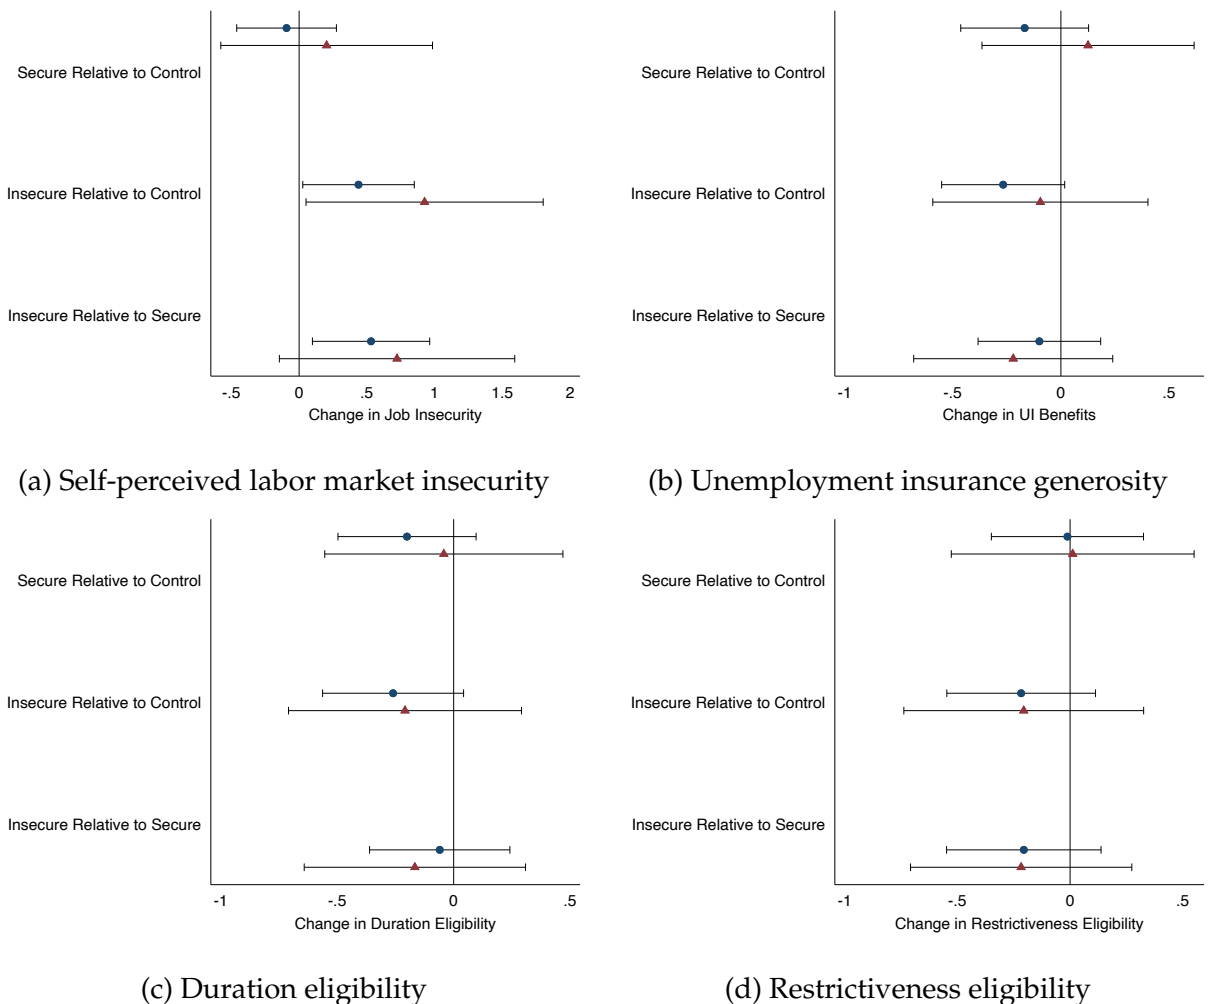 Secure Relative to Control
Insecure Relative to Control
Insecure Relative to Secure
-.5 0 .5 1 1.5 2
Change in Job Insecurity
(a) Self-perceived labor market insecurity
Secure Relative to Control
Insecure Relative to Control
Insecure Relative to Secure
-1 -.5 0 .5
Change in UI Benefits
(b) Unemployment insurance generosity
Secure Relative to Control
Insecure Relative to Control
Insecure Relative to Secure
-1 -.5 0 .5
Change in Duration Eligibility
(c) Duration eligibility
Secure Relative to Control
Insecure Relative to Control
Insecure Relative to Secure
-1 -.5 0 .5
Change in Restrictiveness Eligibility
(d) Restrictiveness eligibility